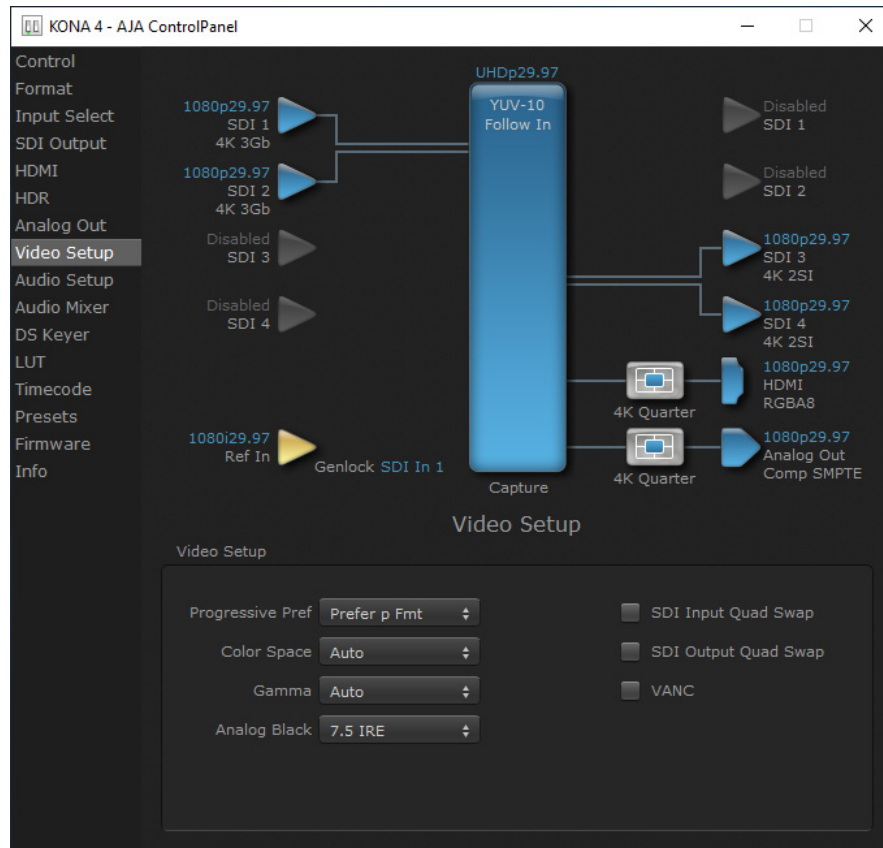 KONA 4 - AJA ControlPanel
Control
Format
Input Select
SDI Output
HDMI
HDR
Analog Out
Video Setup
Audio Setup
Audio Mixer
DS Keyer
LUT
Timecode
Presets
Firmware
Info
UHDp29.97
YUV-10
Follow In
1080p29.97
SDI 1
4K 3Gb
1080p29.97
SDI 2
4K 3Gb
Disabled
SDI 3
Disabled
SDI 4
1080i29.97
Ref In
Genlock SDI In 1
Capture
Disabled
SDI 1
Disabled
SDI 2
1080p29.97
SDI 3
4K 2SI
1080p29.97
SDI 4
4K 2SI
4K Quarter
1080p29.97
HDMI
RGBA8
4K Quarter
1080p29.97
Analog Out
Comp SMPTE
Video Setup
Video Setup
Progressive Pref Prefer p Fmt
Color Space Auto
Gamma Auto
Analog Black 7.5 IRE
SDI Input Quad Swap
SDI Output Quad Swap
VANC